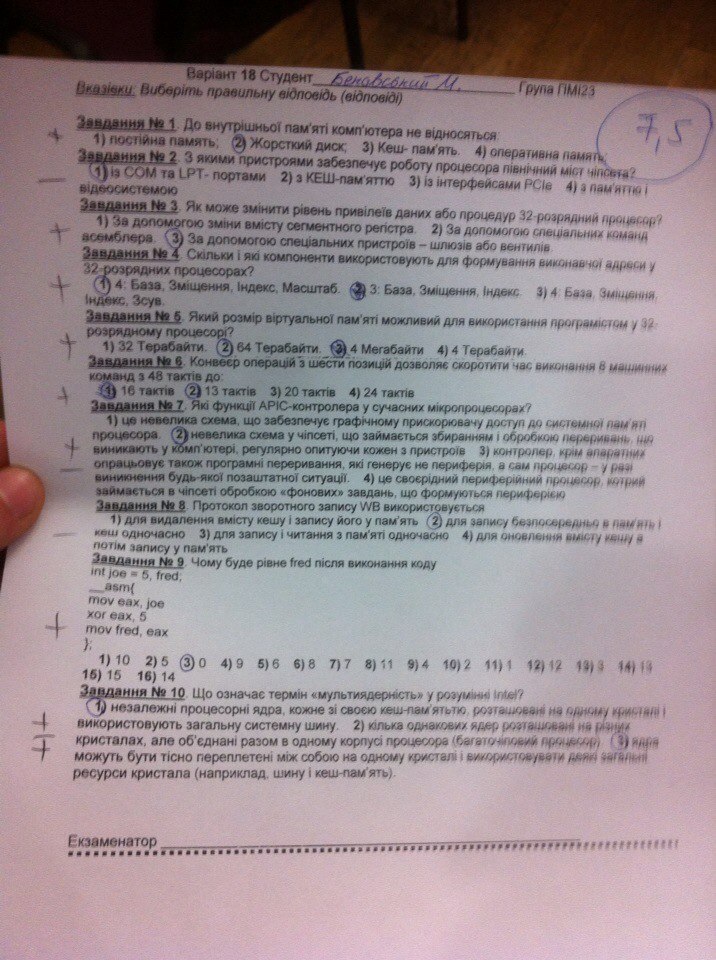 Варіант 18 Студент Бенавський М. Група ПМІ23
Вказівки: Виберіть правильну відповідь (відповіді)
7,5
+ Завдання № 1. До внутрішньої пам'яті комп'ютера не відносяться:
1) постійна память; 2) Жорсткий диск; 3) Кеш- пам'ять. 4) оперативна память.
Завдання № 2. З якими пристроями забезпечує роботу процесора північний міст чіпсета?
— 1) із COM та LPT- портами 2) з КЕШ-пам'яттю 3) із інтерфейсами PCIe 4) з пам'яттю і
відеосистемою
Завдання № 3. Як може змінити рівень привілеїв даних або процедур 32-розрядний процесор?
1) За допомогою зміни вмісту сегментного регістра. 2) За допомогою спеціальних команд
+ асемблера. 3) За допомогою спеціальних пристроїв – шлюзів або вентилів.
Завдання № 4. Скільки і які компоненти використовують для формування виконавчої адреси у
32-розрядних процесорах?
+ 1) 4: База, Зміщення, Індекс, Масштаб. 2) 3: База, Зміщення, Індекс. 3) 4: База, Зміщення,
Індекс, Зсув.
Завдання № 5. Який розмір віртуальної пам'яті можливий для використання програмістом у 32-
розрядному процесорі?
+ 1) 32 Терабайти. 2) 64 Терабайти. 3) 4 Мегабайти 4) 4 Терабайти.
Завдання № 6. Конвеєр операцій з шести позицій дозволяє скоротити час виконання 8 машинних
команд з 48 тактів до:
+ 1) 16 тактів 2) 13 тактів 3) 20 тактів 4) 24 тактів
Завдання № 7. Які функції APIC-контролера у сучасних мікропроцесорах?
1) це невелика схема, що забезпечує графічному прискорювачу доступ до системної пам'яті
процесора. 2) невелика схема у чіпсеті, що займається збиранням і обробкою переривань, що
+ виникають у комп'ютері, регулярно опитуючи кожен з пристроїв 3) контролер, крім апаратних
— опрацьовує також програмні переривання, які генерує не периферія, а сам процесор – у разі
виникнення будь-якої позаштатної ситуації. 4) це своєрідний периферійний процесор, котрий
займається в чіпсеті обробкою «фонових» завдань, що формуються периферією
Завдання № 8. Протокол зворотного запису WB використовується
1) для видалення вмісту кешу і запису його у пам'ять 2) для запису безпосередньо в пам'ять і
— кеш одночасно 3) для запису і читання з пам'яті одночасно 4) для оновлення вмісту кешу а
потім запису у пам'ять
Завдання № 9. Чому буде рівне fred після виконання коду
int joe = 5, fred;
__asm{
mov eax, joe
xor eax, 5
+ mov fred, eax
};
1) 10 2) 5 3) 0 4) 9 5) 6 6) 8 7) 7 8) 11 9) 4 10) 2 11) 1 12) 12 13) 3 14) 13
15) 15 16) 14
Завдання № 10. Що означає термін «мультиядерність» у розумінні Intel?
1) незалежні процесорні ядра, кожне зі своєю кеш-пам'яттю, розташовані на одному кристалі і
+ використовують загальну системну шину. 2) кілька однакових ядер розташовані на різних
+ кристалах, але об'єднані разом в одному корпусі процесора (багаточіповий процесор) 3) ядра
можуть бути тісно переплетені між собою на одному кристалі і використовувати деякі загальні
ресурси кристала (наприклад, шину і кеш-пам'ять).
Екзаменатор